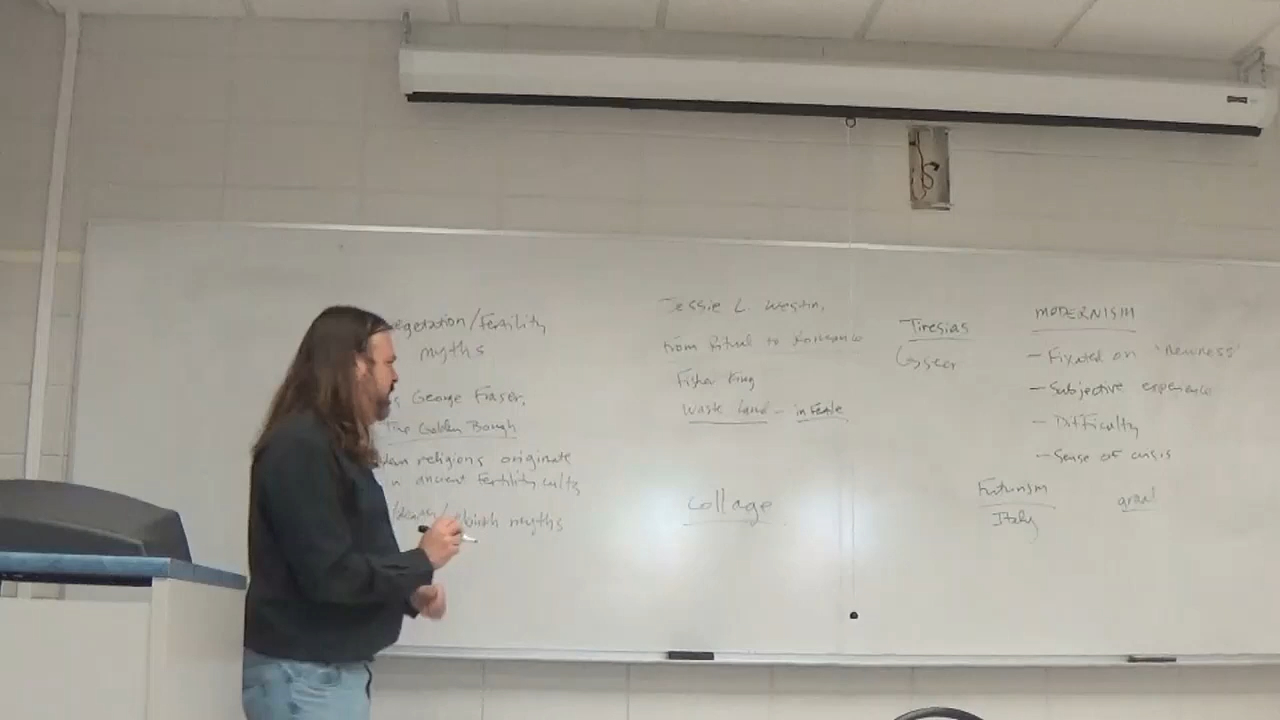 Vegetation/Fertility
myths
George Fraser,
The Golden Bough
religions originate
in ancient fertility cults
rebirth myths
Jessie L. Weston,
From Ritual to Romance
Fisher King
Waste Land - infertile
Collage
Tiresias
seer
MODERNISM
- Fixated on 'newness'
- Subjective experience
- Difficulty
- Sense of crisis
Futurism
Italy
grail